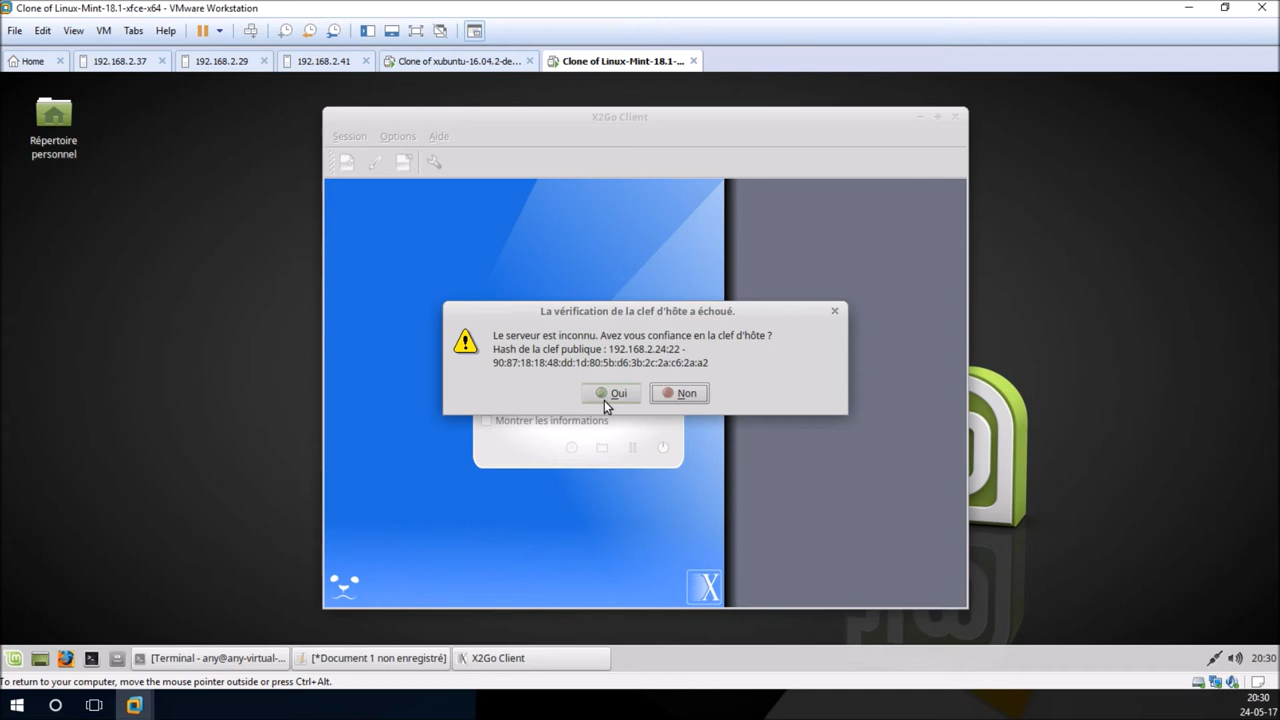 Clone of Linux-Mint-18.1-xfce-x64 - VMware Workstation
File Edit View VM Tabs Help
Home 192.168.2.37 192.168.2.29 192.168.2.41 Clone of xubuntu-16.04.2-de... Clone of Linux-Mint-18.1-...
Répertoire
personnel
X2Go Client
Session Options Aide
La vérification de la clef d'hôte a échoué.
Le serveur est inconnu. Avez vous confiance en la clef d'hôte ?
Hash de la clef publique : 192.168.2.24:22 -
90:87:18:18:48:dd:1d:80:5b:d6:3b:2c:2a:c6:2a:a2
Oui Non
Montrer les informations
X
[Terminal - any@any-virtual-... [*Document 1 non enregistré] X2Go Client 20:30
To return to your computer, move the mouse pointer outside or press Ctrl+Alt.
20:30
24-05-17